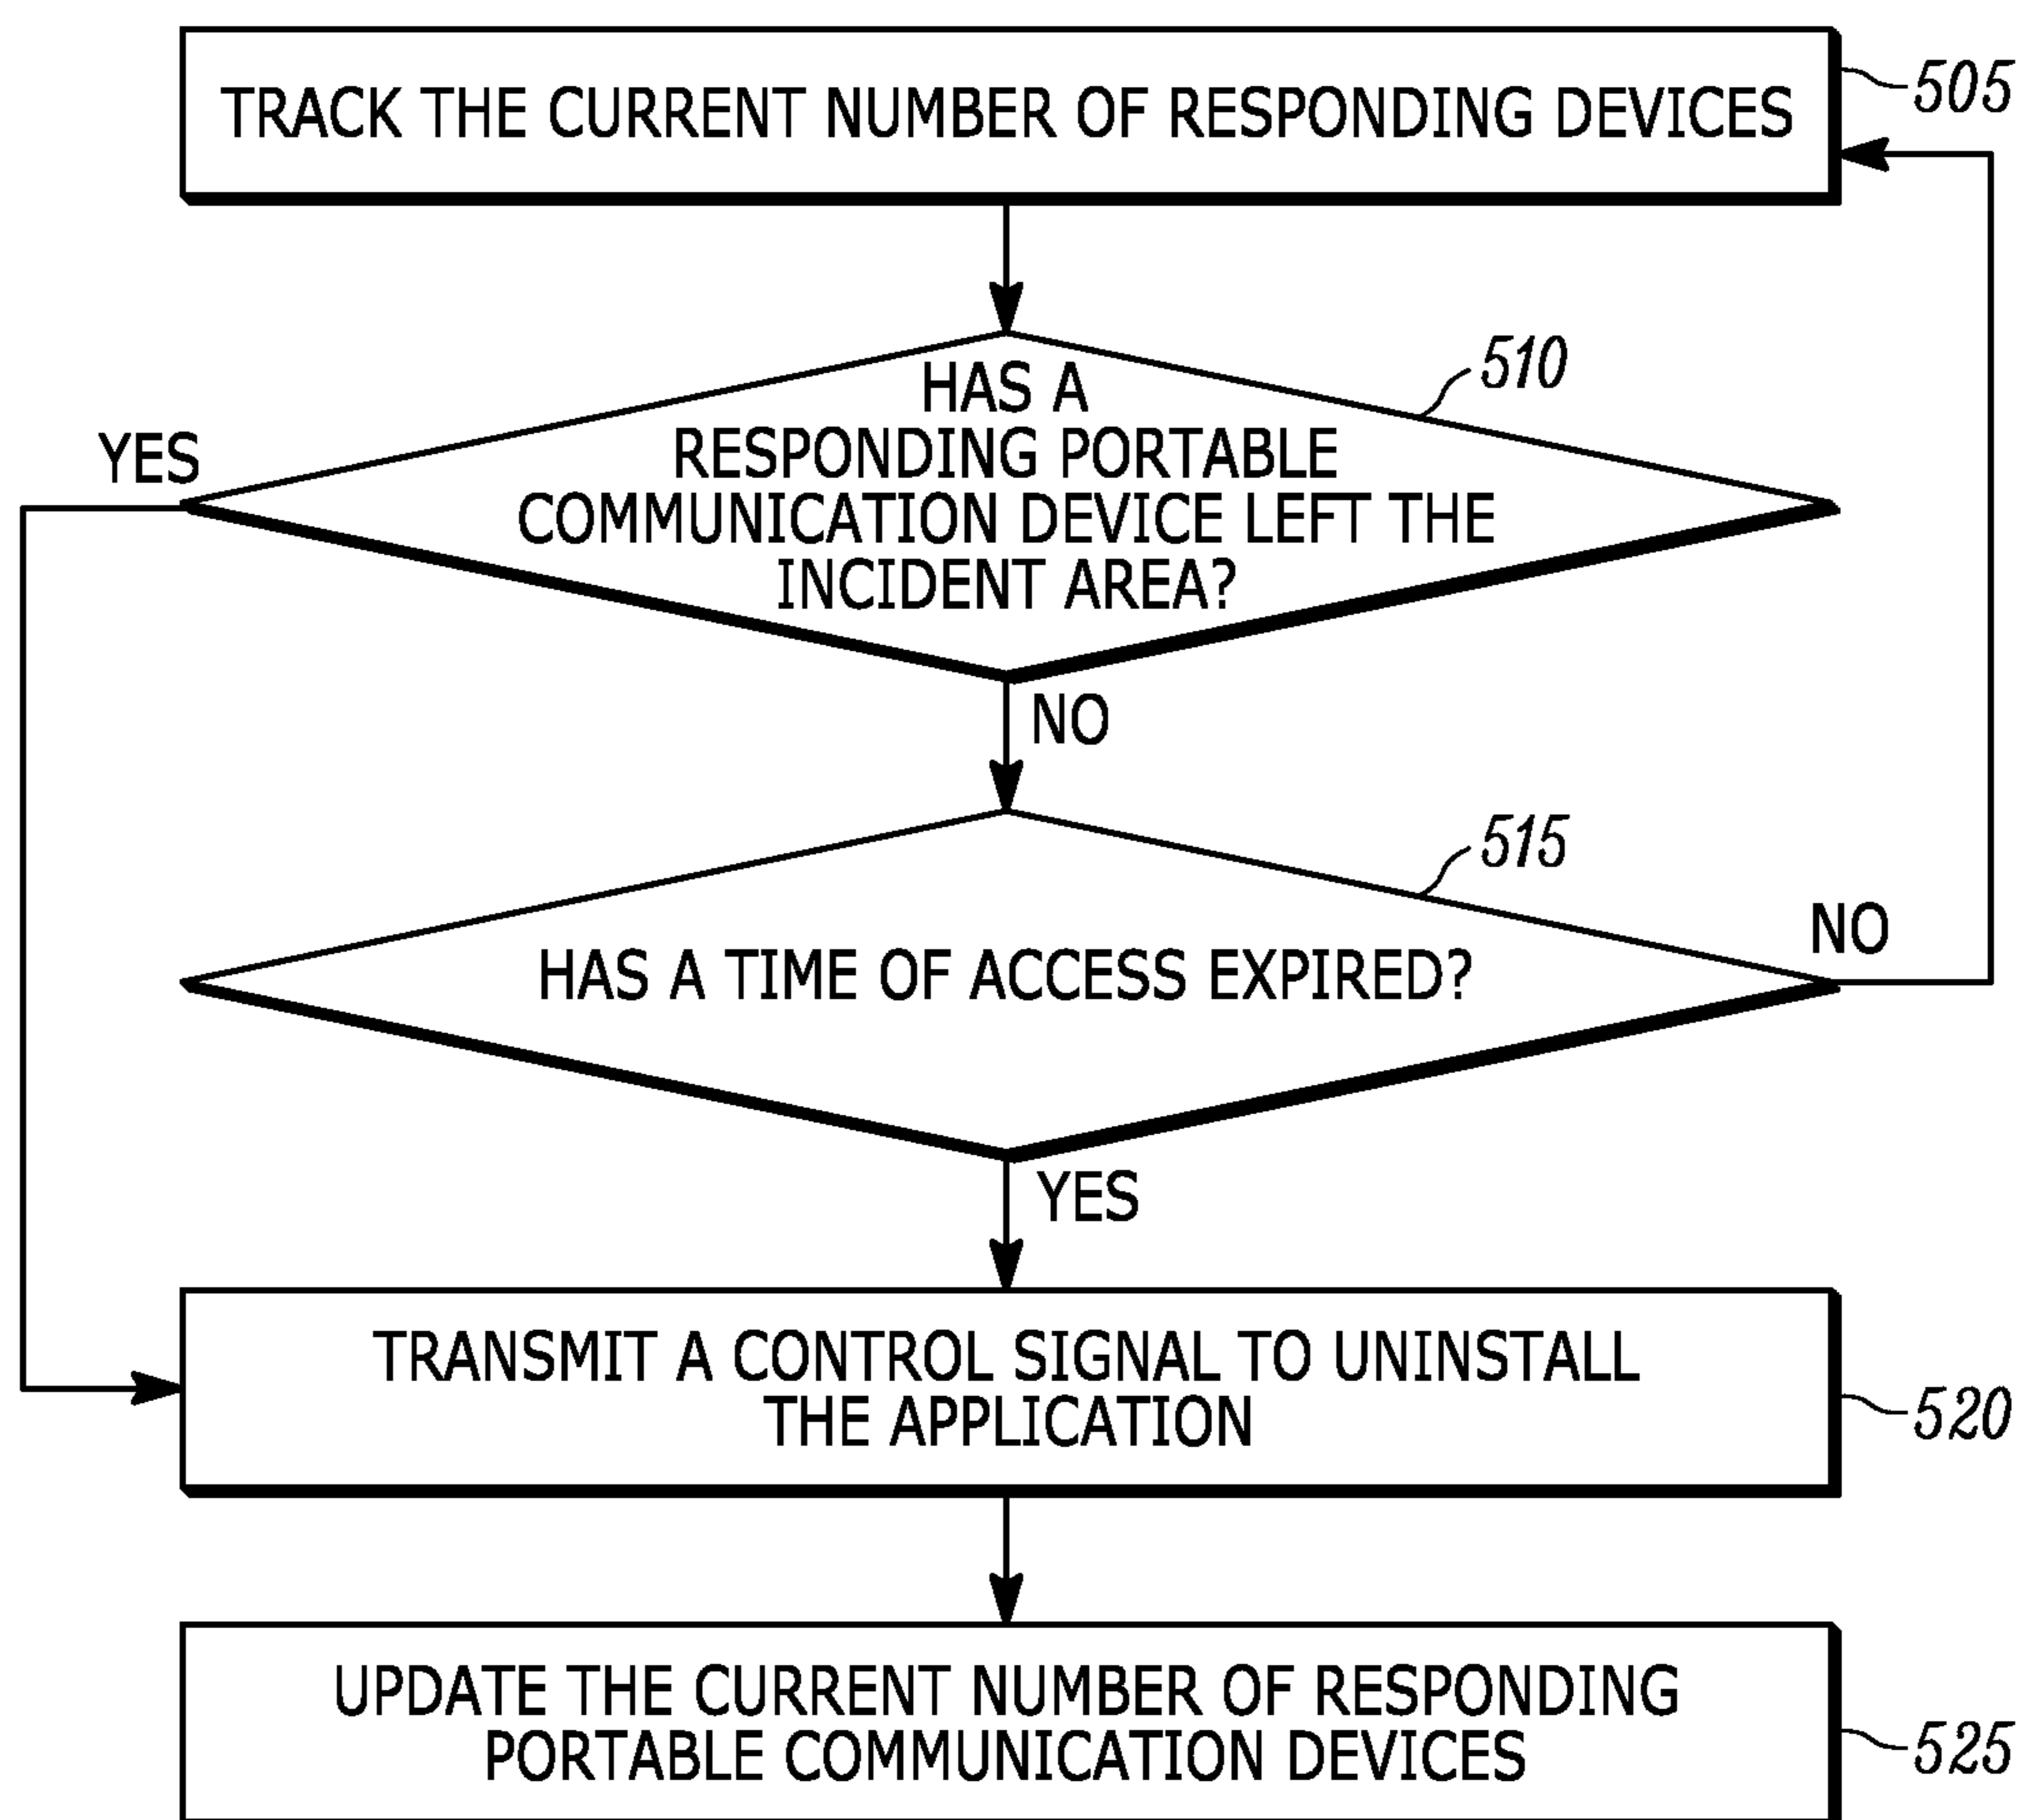 TRACK THE CURRENT NUMBER OF RESPONDING DEVICES
505
HAS A
RESPONDING PORTABLE
COMMUNICATION DEVICE LEFT THE
INCIDENT AREA?
510
YES
NO
HAS A TIME OF ACCESS EXPIRED?
515
NO
YES
TRANSMIT A CONTROL SIGNAL TO UNINSTALL
THE APPLICATION
520
UPDATE THE CURRENT NUMBER OF RESPONDING
PORTABLE COMMUNICATION DEVICES
525